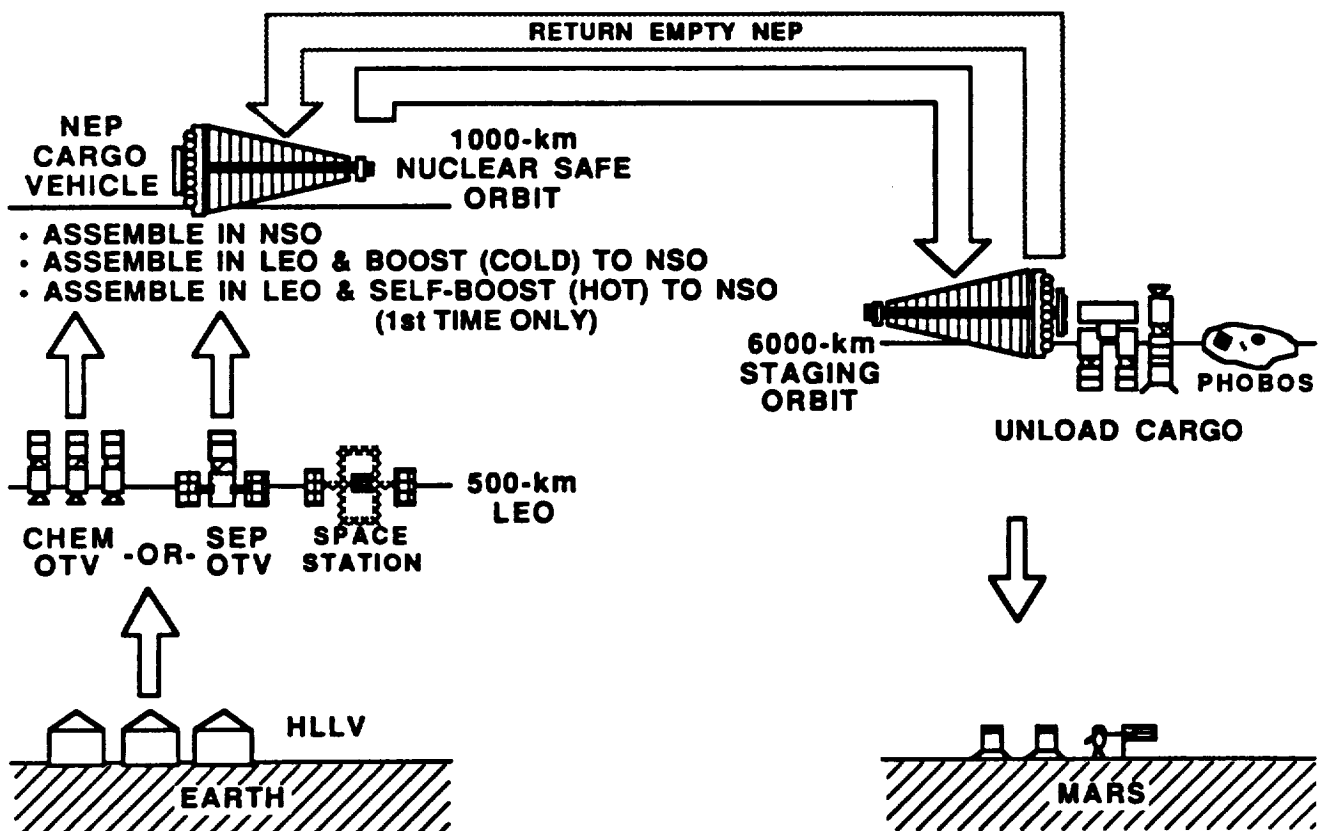 RETURN EMPTY NEP
NEP
CARGO
VEHICLE
1000-km
NUCLEAR SAFE
ORBIT
• ASSEMBLE IN NSO
• ASSEMBLE IN LEO & BOOST (COLD) TO NSO
• ASSEMBLE IN LEO & SELF-BOOST (HOT) TO NSO
(1st TIME ONLY)
6000-km
STAGING
ORBIT
PHOBOS
UNLOAD CARGO
500-km
LEO
CHEM
OTV
-OR-
SEP
OTV
SPACE
STATION
HLLV
EARTH
MARS